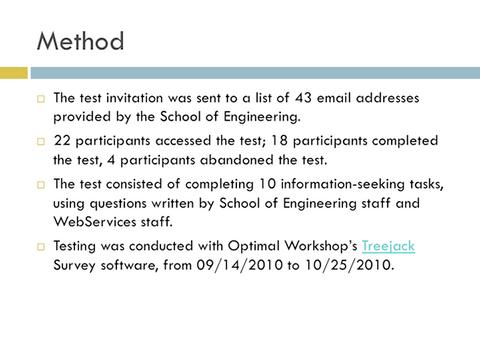 Method
The test invitation was sent to a list of 43 email addresses
provided by the School of Engineering.
22 participants accessed the test; 18 participants completed
the test, 4 participants abandoned the test.
The test consisted of completing 10 information-seeking tasks,
using questions written by School of Engineering staff and
WebServices staff.
Testing was conducted with Optimal Workshop’s Treejack
Survey software, from 09/14/2010 to 10/25/2010.